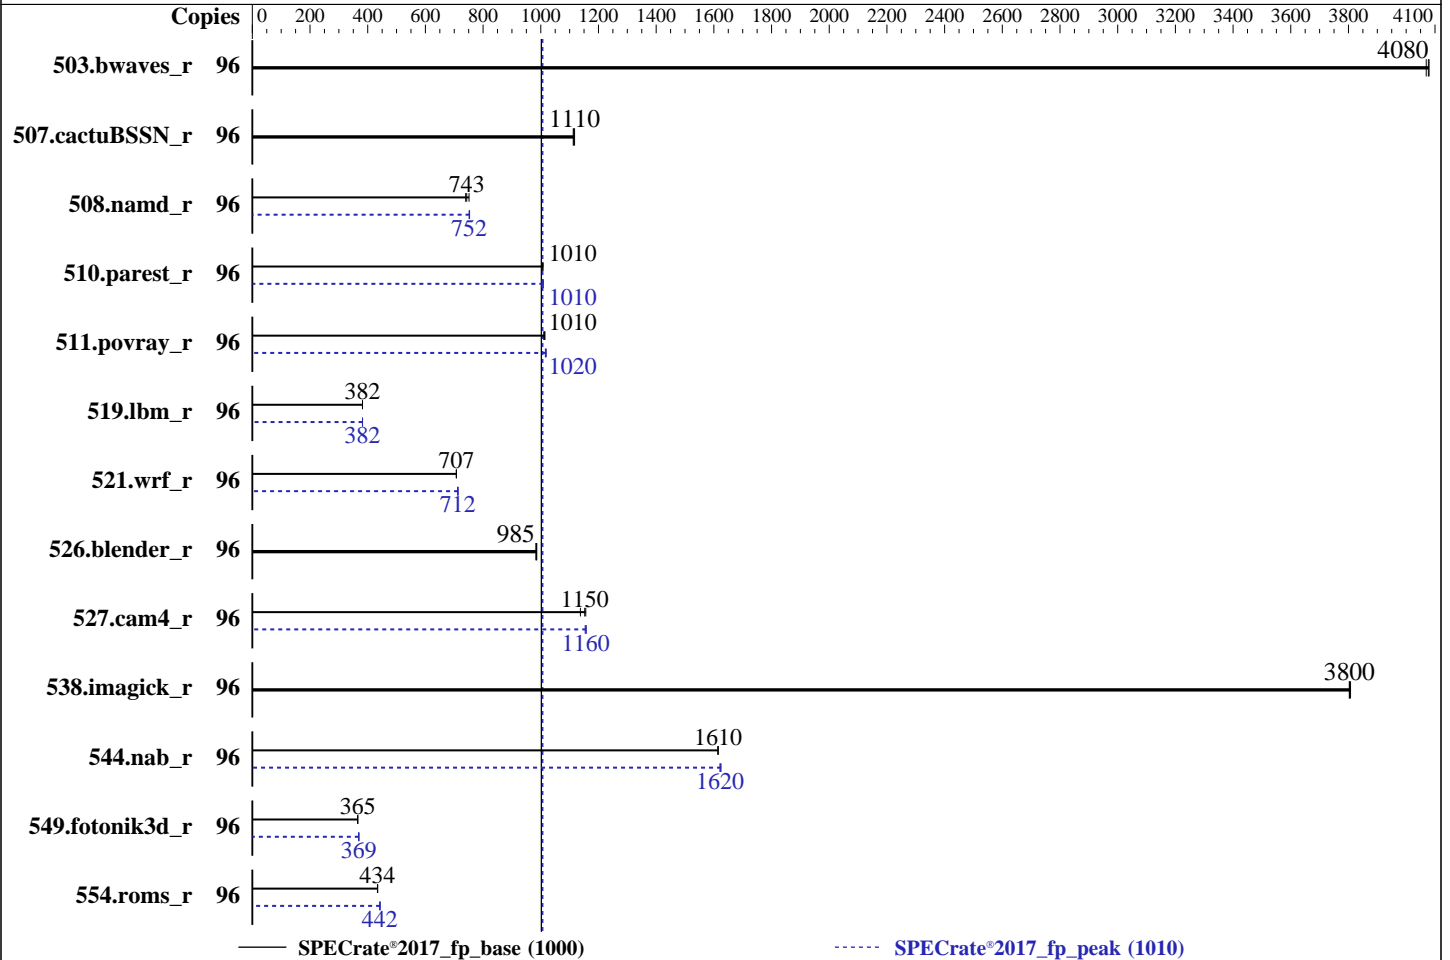 Copies 0 200 400 600 800 1000 1200 1400 1600 1800 2000 2200 2400 2600 2800 3000 3200 3400 3600 3800 4100
503.bwaves_r 96 4080
507.cactuBSSN_r 96 1110
508.namd_r 96 743
752
510.parest_r 96 1010
1010
511.povray_r 96 1010
1020
519.lbm_r 96 382
382
521.wrf_r 96 707
712
526.blender_r 96 985
527.cam4_r 96 1150
1160
538.imagick_r 96 3800
544.nab_r 96 1610
1620
549.fotonik3d_r 96 365
369
554.roms_r 96 434
442
SPECrate®2017_fp_base (1000) SPECrate®2017_fp_peak (1010)